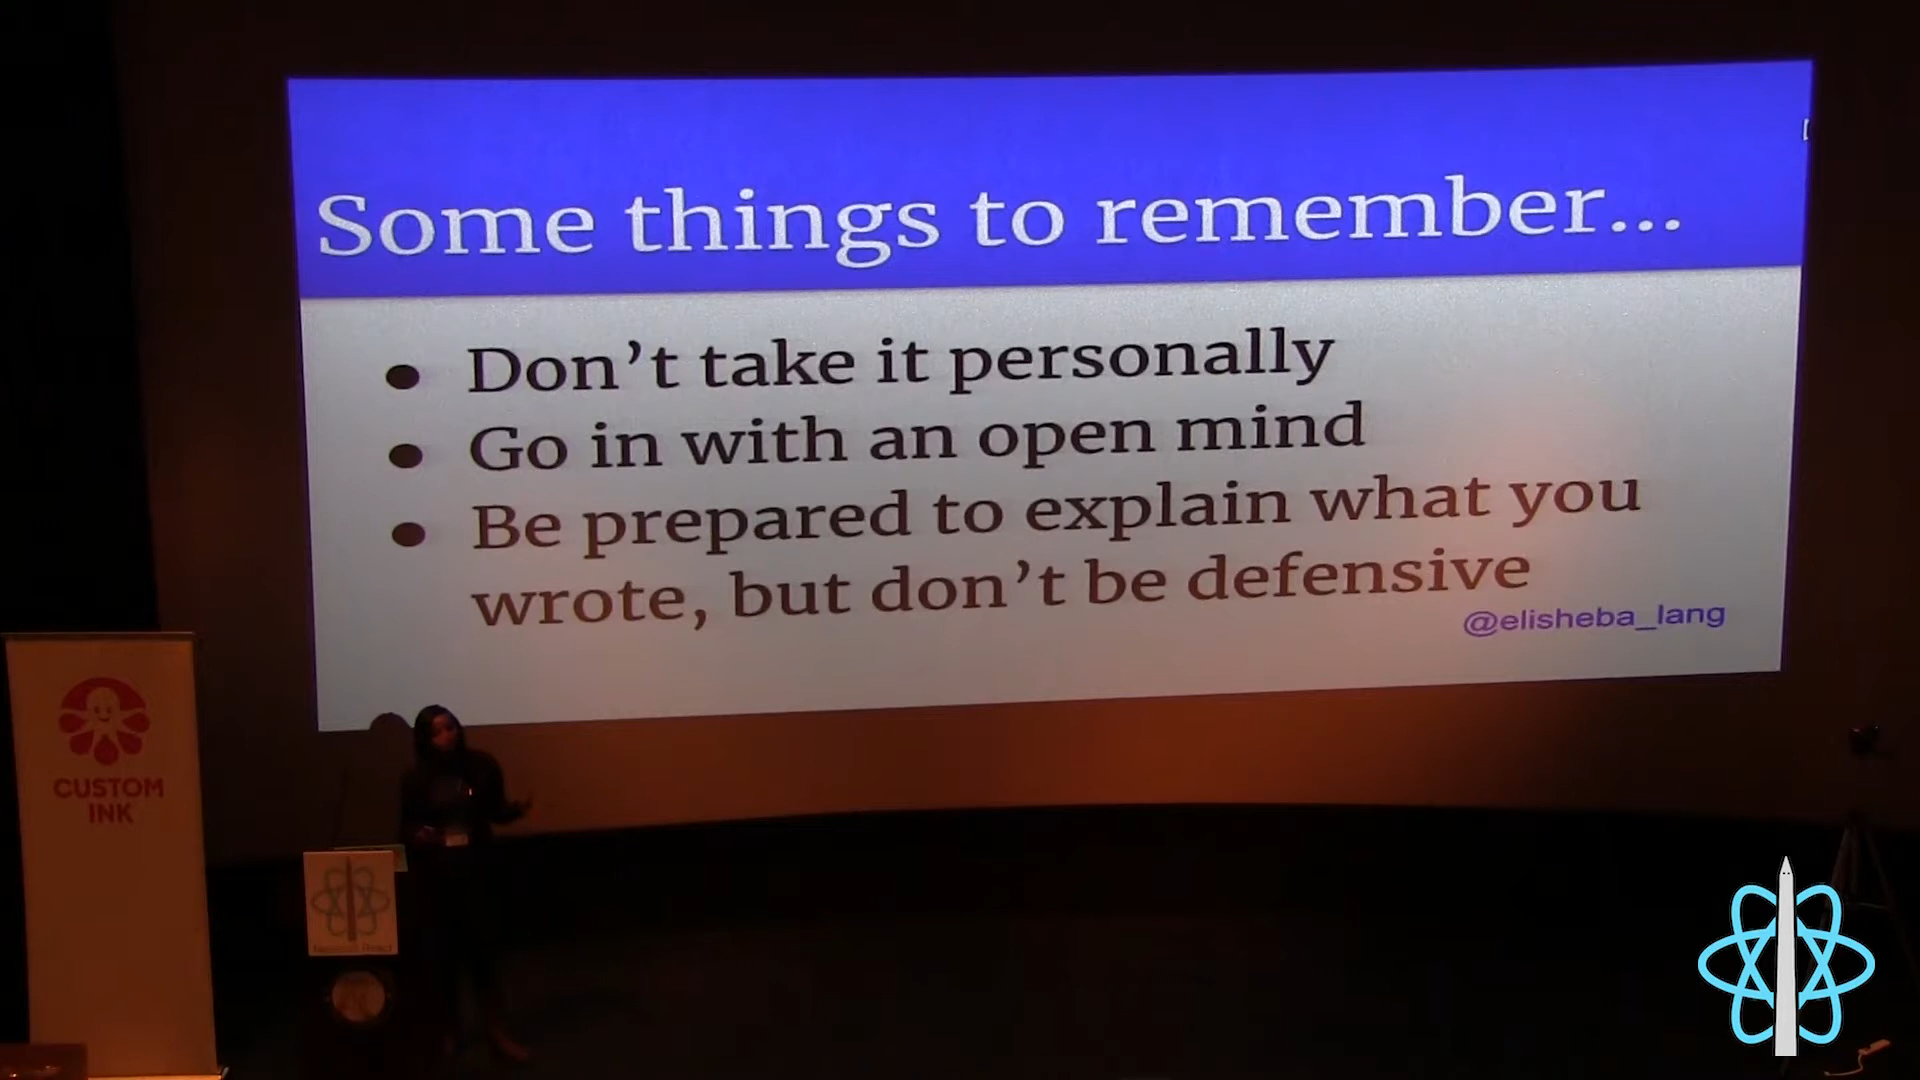 Some things to remember...
• Don't take it personally
• Go in with an open mind
• Be prepared to explain what you
wrote, but don't be defensive
@elisheba_lang
CUSTOM
INK